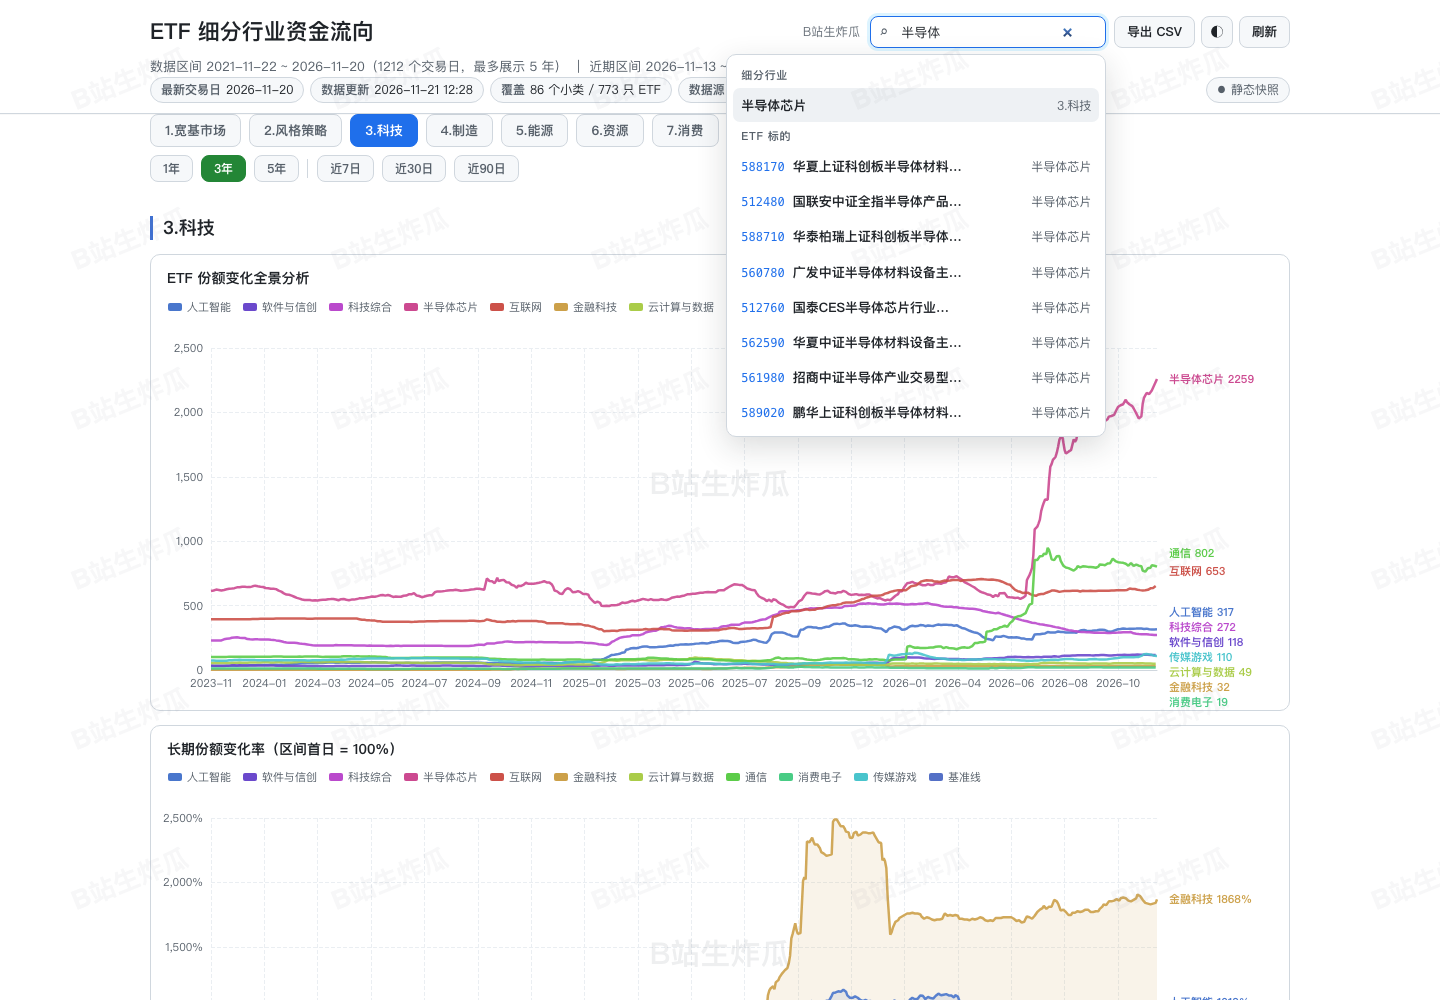 ETF 细分行业资金流向
B站生炸瓜
半导体
导出 CSV
刷新
数据区间 2021-11-22 ~ 2026-11-20（1212 个交易日，最多展示 5 年） | 近期区间 2026-11-13 ~
最新交易日 2026-11-20
数据更新 2026-11-21 12:28
覆盖 86 个小类 / 773 只 ETF
数据源
静态快照
细分行业
半导体芯片 3.科技
ETF 标的
588170 华夏上证科创板半导体材料... 半导体芯片
512480 国联安中证全指半导体产品... 半导体芯片
588710 华泰柏瑞上证科创板半导体... 半导体芯片
560780 广发中证半导体材料设备主... 半导体芯片
512760 国泰CES半导体芯片行业... 半导体芯片
562590 华夏中证半导体材料设备主... 半导体芯片
561980 招商中证半导体产业交易型... 半导体芯片
589020 鹏华上证科创板半导体材料... 半导体芯片
1.宽基市场 2.风格策略 3.科技 4.制造 5.能源 6.资源 7.消费
1年 3年 5年 近7日 近30日 近90日
3.科技
ETF 份额变化全景分析
人工智能 软件与信创 科技综合 半导体芯片 互联网 金融科技 云计算与数据
2,500
2,000
1,500
1,000
500
0
2023-11 2024-01 2024-03 2024-05 2024-07 2024-09 2024-11 2025-01 2025-03 2025-06 2025-07 2025-09 2025-12 2026-01 2026-04 2026-06 2026-08 2026-10
半导体芯片 2259
通信 802
互联网 653
人工智能 317
科技综合 272
软件与信创 118
传媒游戏 110
云计算与数据 49
金融科技 32
消费电子 19
B站生炸瓜
长期份额变化率（区间首日 = 100%）
人工智能 软件与信创 科技综合 半导体芯片 互联网 金融科技 云计算与数据 通信 消费电子 传媒游戏 基准线
2,500%
2,000%
1,500%
金融科技 1868%
B站生炸瓜